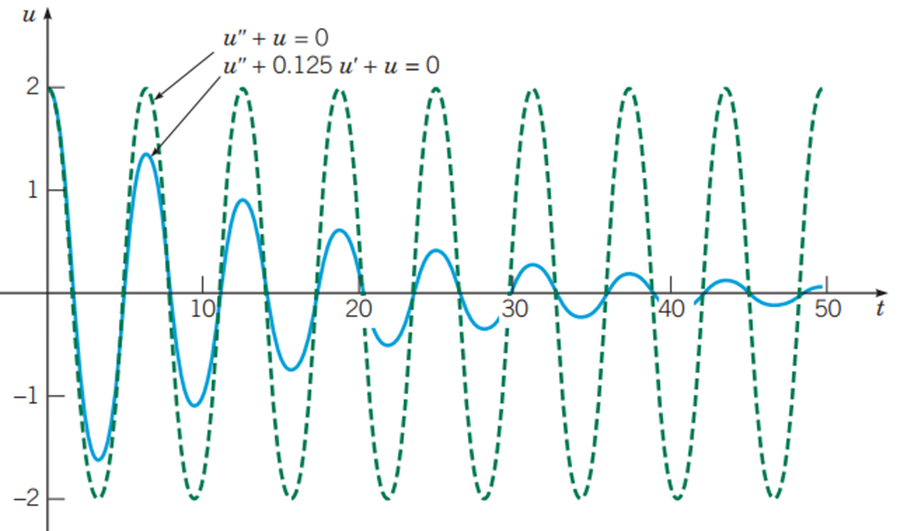 u
u″ + u = 0
u″ + 0.125 u′ + u = 0
2
1
10
20
30
40
50
t
−1
−2